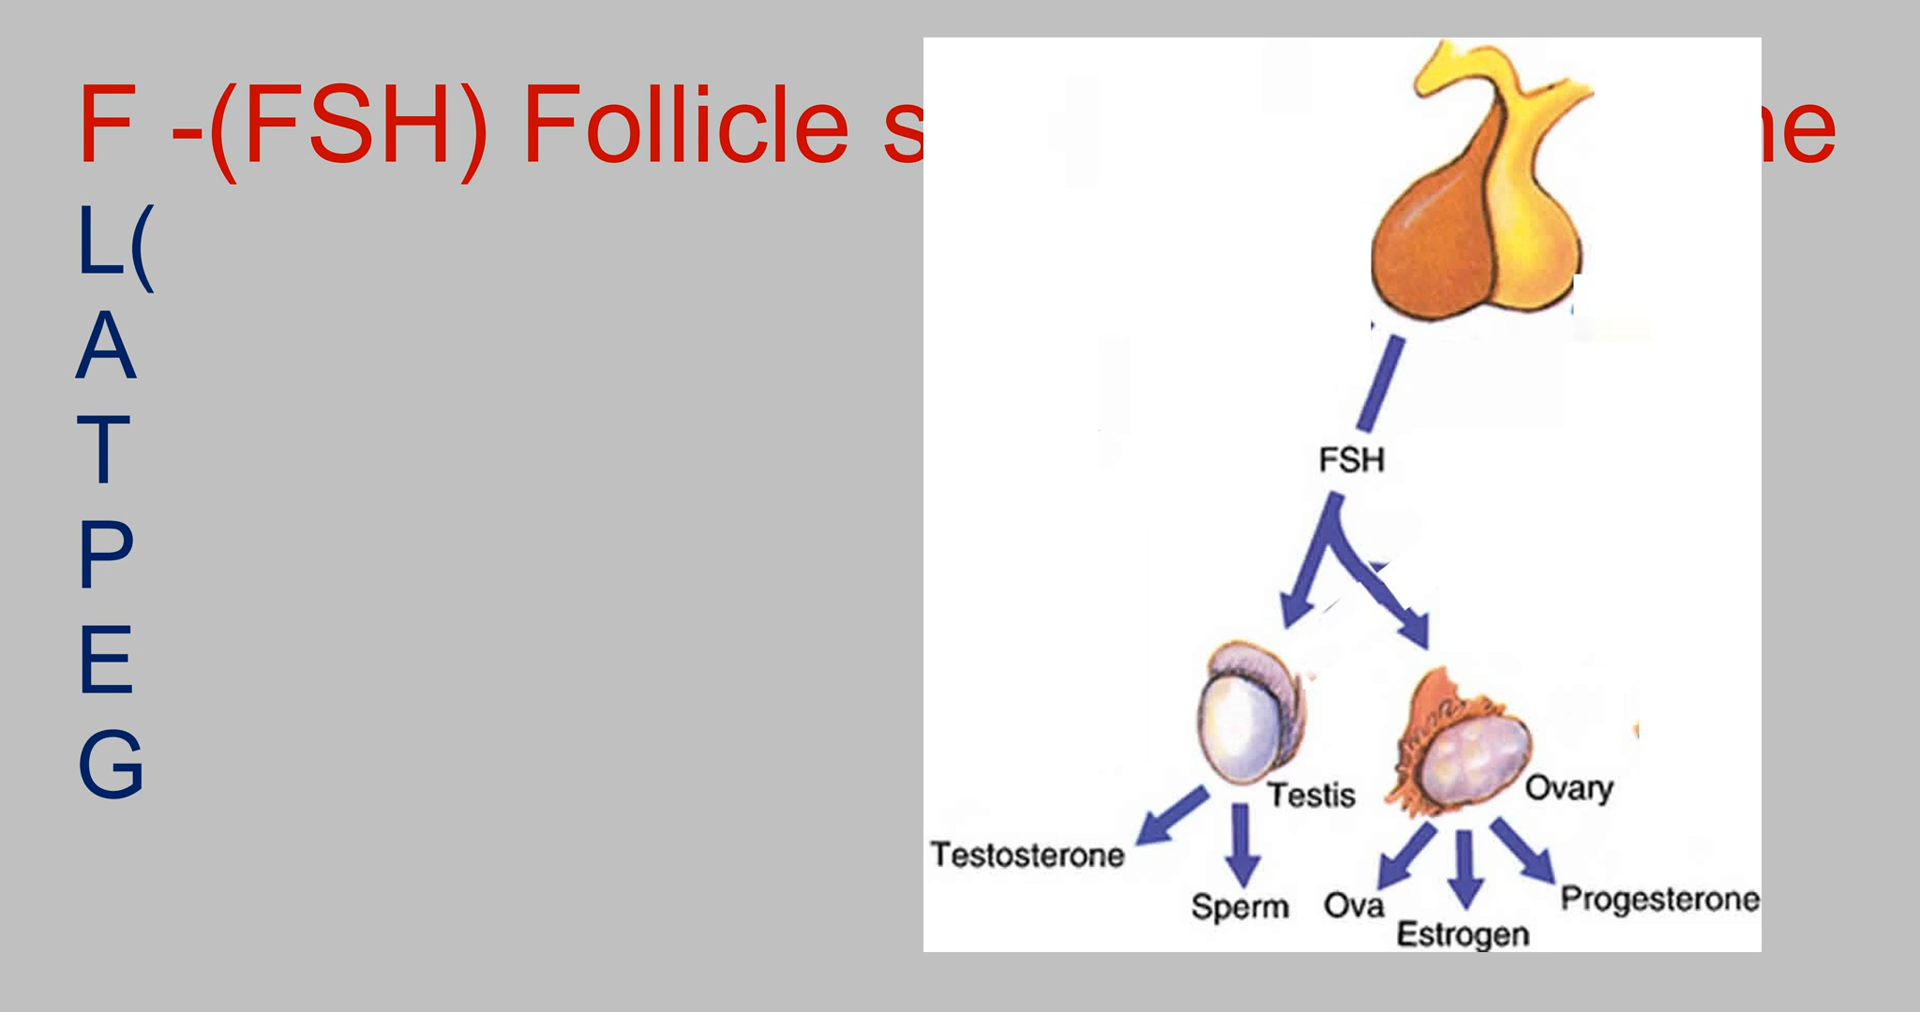 F -(FSH) Follicle s
ne
L(
A
T
P
E
G
FSH
Testis
Ovary
Testosterone
Sperm
Ova
Estrogen
Progesterone